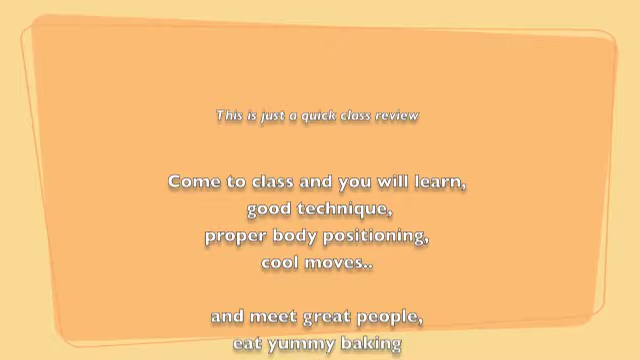 This is just a quick class review
Come to class and you will learn,
good technique,
proper body positioning,
cool moves..
and meet great people,
eat yummy baking